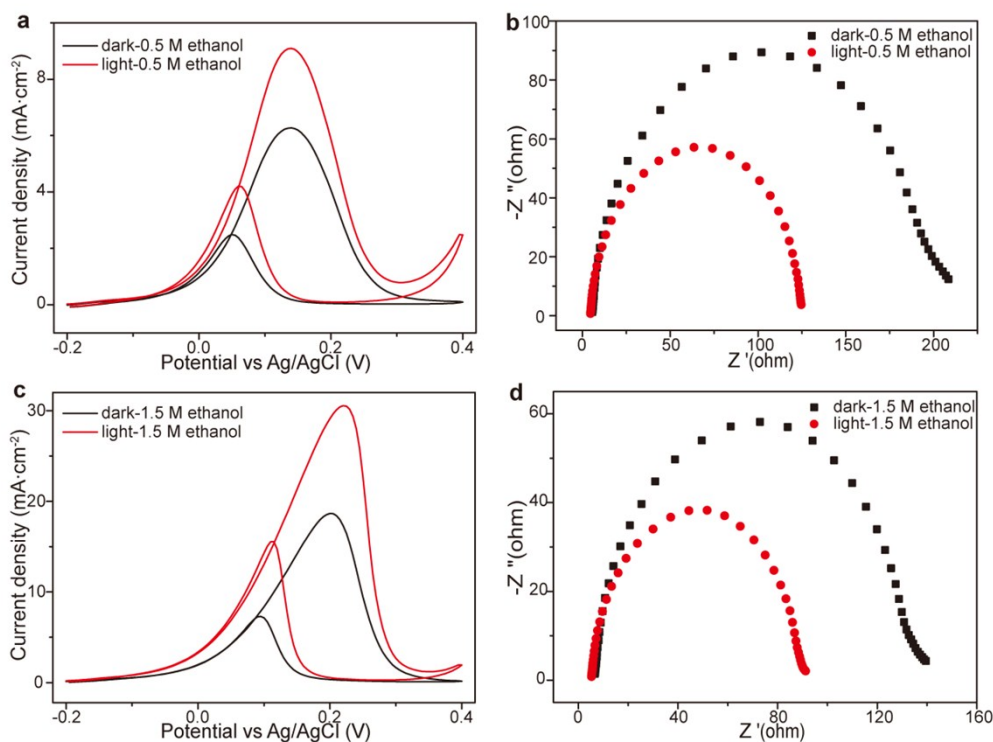 a
dark-0.5 M ethanol
light-0.5 M ethanol
Current density (mA·cm⁻²)
8
4
0
-0.2
0.0
0.2
0.4
Potential vs Ag/AgCl (V)
b
dark-0.5 M ethanol
light-0.5 M ethanol
-Z ''(ohm)
100
80
60
40
20
0
0
50
100
150
200
Z '(ohm)
c
dark-1.5 M ethanol
light-1.5 M ethanol
Current density (mA·cm⁻²)
30
20
10
0
-0.2
0.0
0.2
0.4
Potential vs Ag/AgCl (V)
d
dark-1.5 M ethanol
light-1.5 M ethanol
-Z ''(ohm)
60
40
20
0
0
40
80
120
160
Z '(ohm)